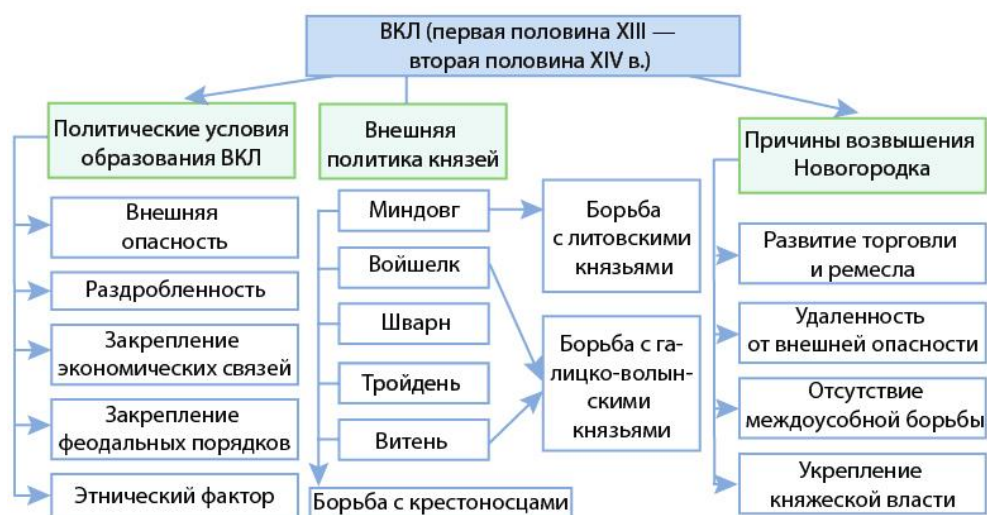 ВКЛ (первая половина XIII —
вторая половина XIV в.)
Политические условия
образования ВКЛ
Внешняя
опасность
Раздробленность
Закрепление
экономических связей
Закрепление
феодальных порядков
Этнический фактор
Внешняя
политика князей
Миндовг
Войшелк
Шварн
Тройдень
Витень
Борьба с крестоносцами
Борьба
с литовскими
князьями
Борьба с га-
лицко-волын-
скими
князьями
Причины возвышения
Новогородка
Развитие торговли
и ремесла
Удаленность
от внешней опасности
Отсутствие
междоусобной борьбы
Укрепление
княжеской власти